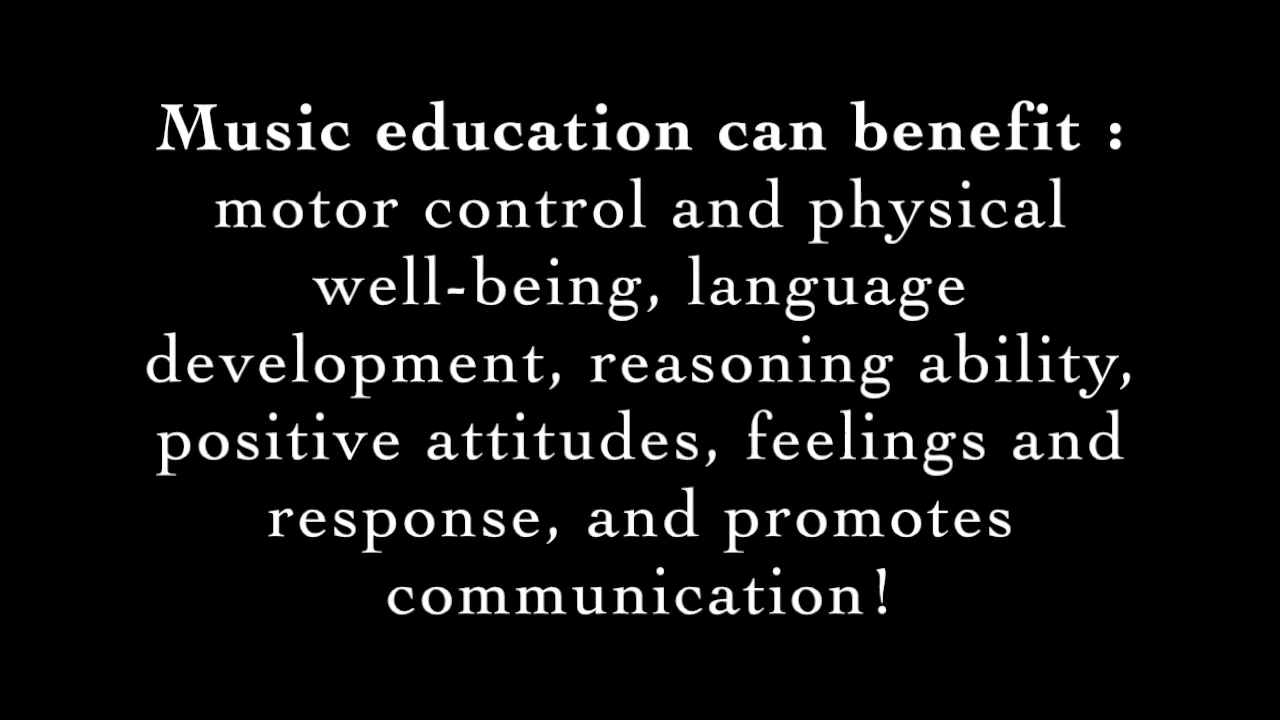 Music education can benefit :
motor control and physical
well-being, language
development, reasoning ability,
positive attitudes, feelings and
response, and promotes
communication!